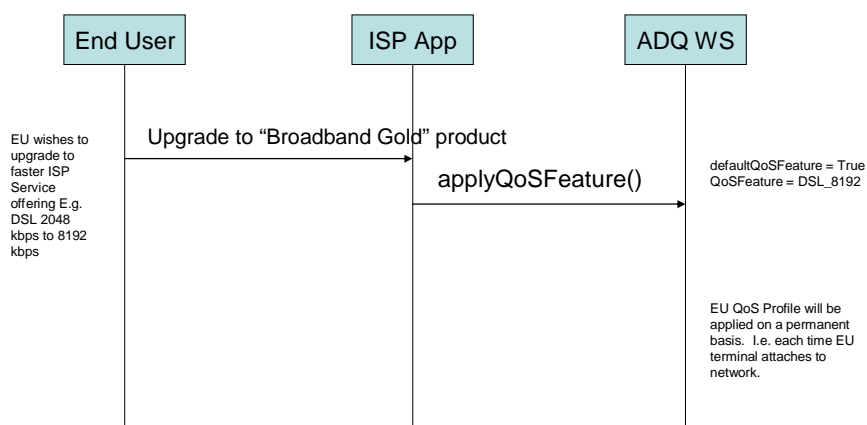 End User
ISP App
ADQ WS
EU wishes to
upgrade to
faster ISP
Service
offering E.g.
DSL 2048
kbps to 8192
kbps
Upgrade to “Broadband Gold” product
applyQoSFeature()
defaultQoSFeature = True
QoSFeature = DSL_8192
EU QoS Profile will be
applied on a permanent
basis.  I.e. each time EU
terminal attaches to
network.